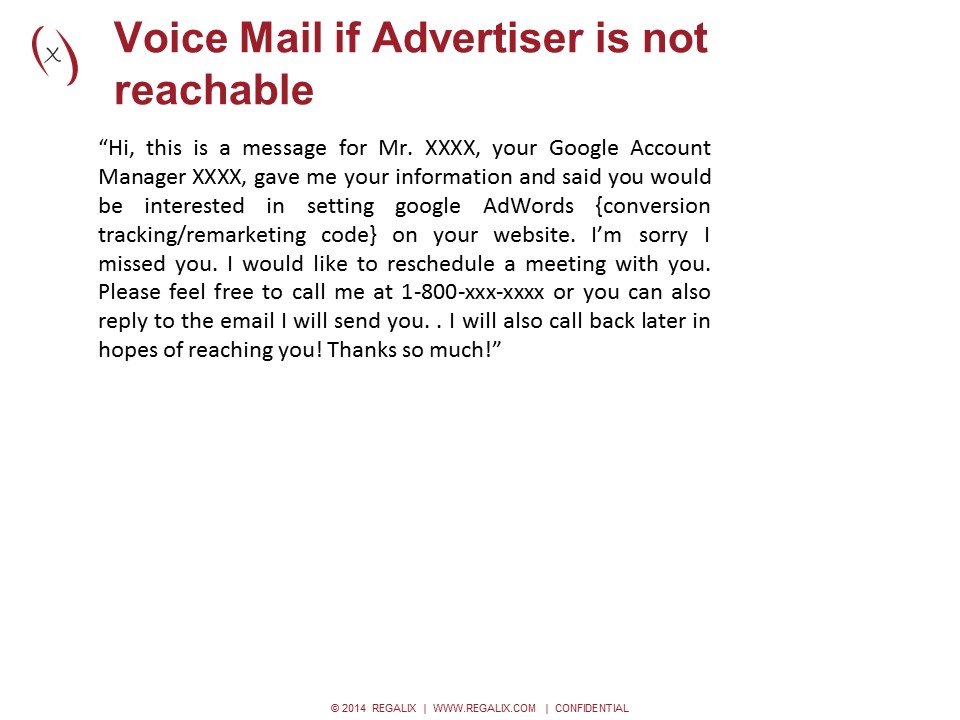 Voice Mail if Advertiser is not
reachable
“Hi, this is a message for Mr. XXXX, your Google Account
Manager XXXX, gave me your information and said you would
be interested in setting google AdWords {conversion
tracking/remarketing code} on your website. I’m sorry I
missed you. I would like to reschedule a meeting with you.
Please feel free to call me at 1-800-xxx-xxxx or you can also
reply to the email I will send you. . I will also call back later in
hopes of reaching you! Thanks so much!”
© 2014 REGALIX | WWW.REGALIX.COM | CONFIDENTIAL